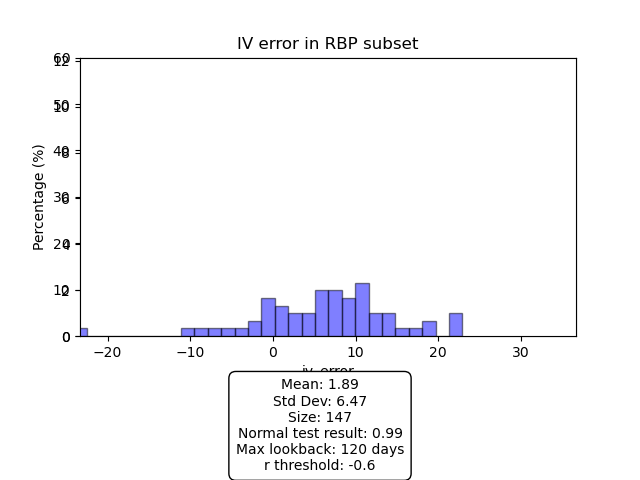 IV error in RBP subset
60
12
50
10
40
8
30
6
20
4
10
2
0
0
Percentage (%)
−20 −10 0 10 20 30
iv_error
Mean: 1.89
Std Dev: 6.47
Size: 147
Normal test result: 0.99
Max lookback: 120 days
r threshold: -0.6